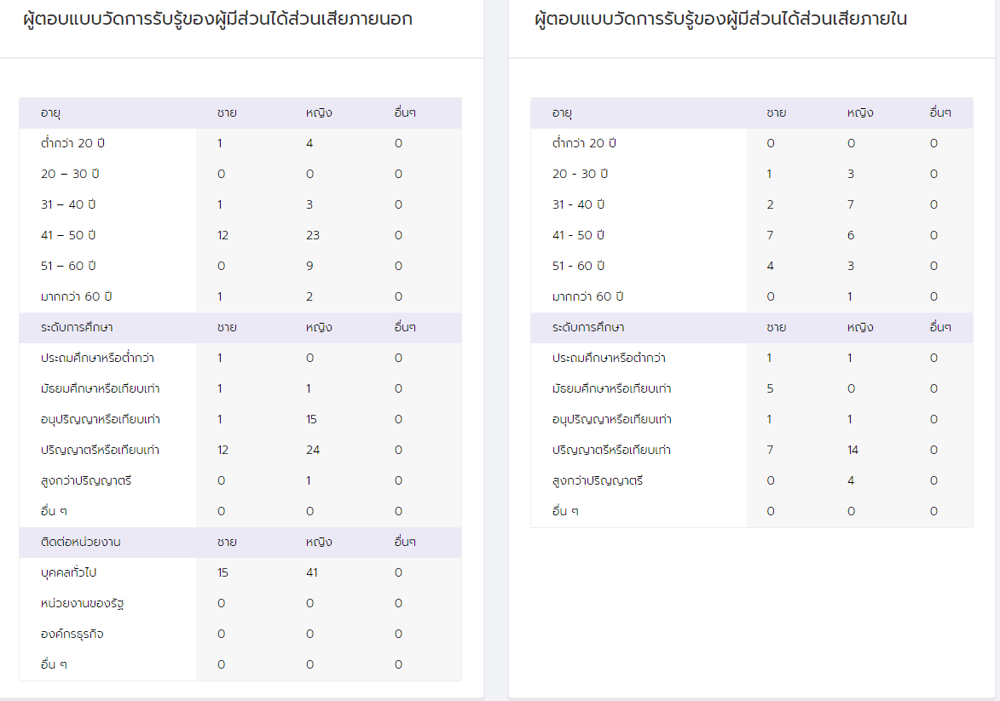 ผู้ตอบแบบวัดการรับรู้ของผู้มีส่วนได้ส่วนเสียภายนอก
อายุ ชาย หญิง อื่นๆ
ต่ำกว่า 20 ปี 1 4 0
20 – 30 ปี 0 0 0
31 – 40 ปี 1 3 0
41 – 50 ปี 12 23 0
51 – 60 ปี 0 9 0
มากกว่า 60 ปี 1 2 0
ระดับการศึกษา ชาย หญิง อื่นๆ
ประถมศึกษาหรือต่ำกว่า 1 0 0
มัธยมศึกษาหรือเทียบเท่า 1 1 0
อนุปริญญาหรือเทียบเท่า 1 15 0
ปริญญาตรีหรือเทียบเท่า 12 24 0
สูงกว่าปริญญาตรี 0 1 0
อื่น ๆ 0 0 0
ติดต่อหน่วยงาน ชาย หญิง อื่นๆ
บุคคลทั่วไป 15 41 0
หน่วยงานของรัฐ 0 0 0
องค์กรธุรกิจ 0 0 0
อื่น ๆ 0 0 0
ผู้ตอบแบบวัดการรับรู้ของผู้มีส่วนได้ส่วนเสียภายใน
อายุ ชาย หญิง อื่นๆ
ต่ำกว่า 20 ปี 0 0 0
20 - 30 ปี 1 3 0
31 - 40 ปี 2 7 0
41 - 50 ปี 7 6 0
51 - 60 ปี 4 3 0
มากกว่า 60 ปี 0 1 0
ระดับการศึกษา ชาย หญิง อื่นๆ
ประถมศึกษาหรือตำกว่า 1 1 0
มัธยมศึกษาหรือเทียบเท่า 5 0 0
อนุปริญญาหรือเทียบเท่า 1 1 0
ปริญญาตรีหรือเทียบเท่า 7 14 0
สูงกว่าปริญญาตรี 0 4 0
อื่น ๆ 0 0 0